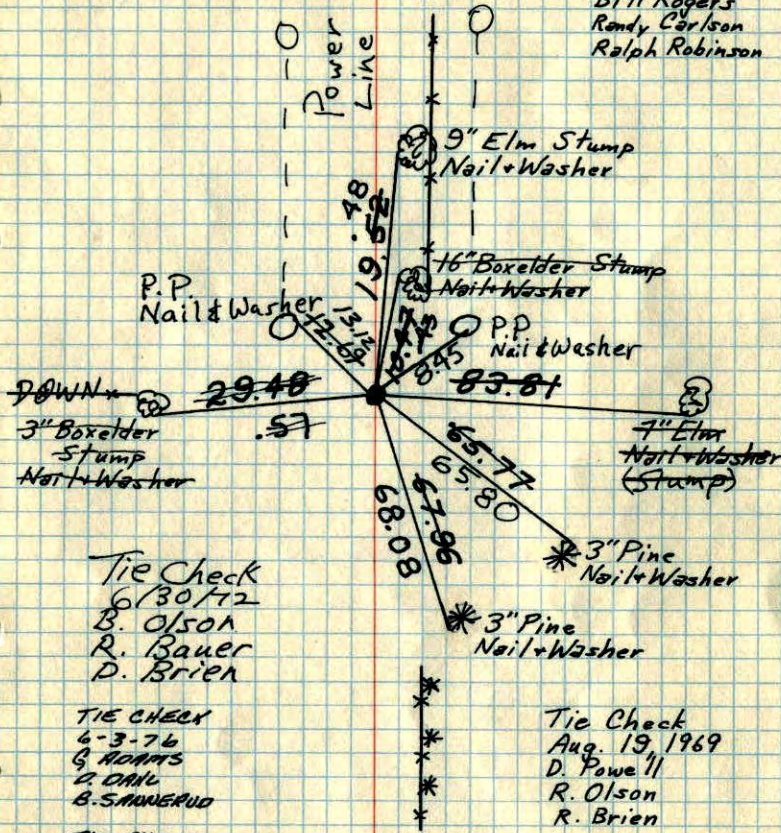 Bill Rogers
Randy Carlson
Ralph Robinson
Power
Line
9" Elm Stump
Nail & Washer
.48
19.52
16" Boxelder Stump
Nail & Washer
P.P.
Nail & Washer
13.12
12.69
8.45
P.P
Nail & Washer
DOWN
29.48
.57
83.81
3" Boxelder
Stump
Nail & Washer
7" Elm
Nail & Washer
(Stump)
65.77
65.80
67.96
68.08
3" Pine
Nail & Washer
3" Pine
Nail & Washer
Tie Check
6/30/72
B. Olson
R. Bauer
D. Brien
TIE CHECK
6-3-76
G ADAMS
D. DAHL
B. SANNERUD
Tie Check
Aug. 19, 1969
D. Powell
R. Olson
R. Brien